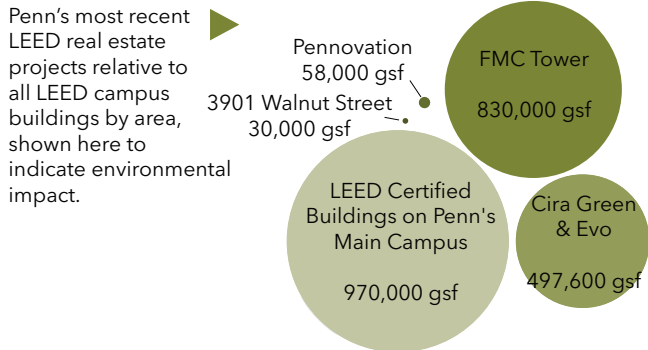 Penn’s most recent
LEED real estate
projects relative to
all LEED campus
buildings by area,
shown here to
indicate environmental
impact.
Pennovation
58,000 gsf
3901 Walnut Street
30,000 gsf
FMC Tower
830,000 gsf
LEED Certified
Buildings on Penn's
Main Campus
970,000 gsf
Cira Green
& Evo
497,600 gsf